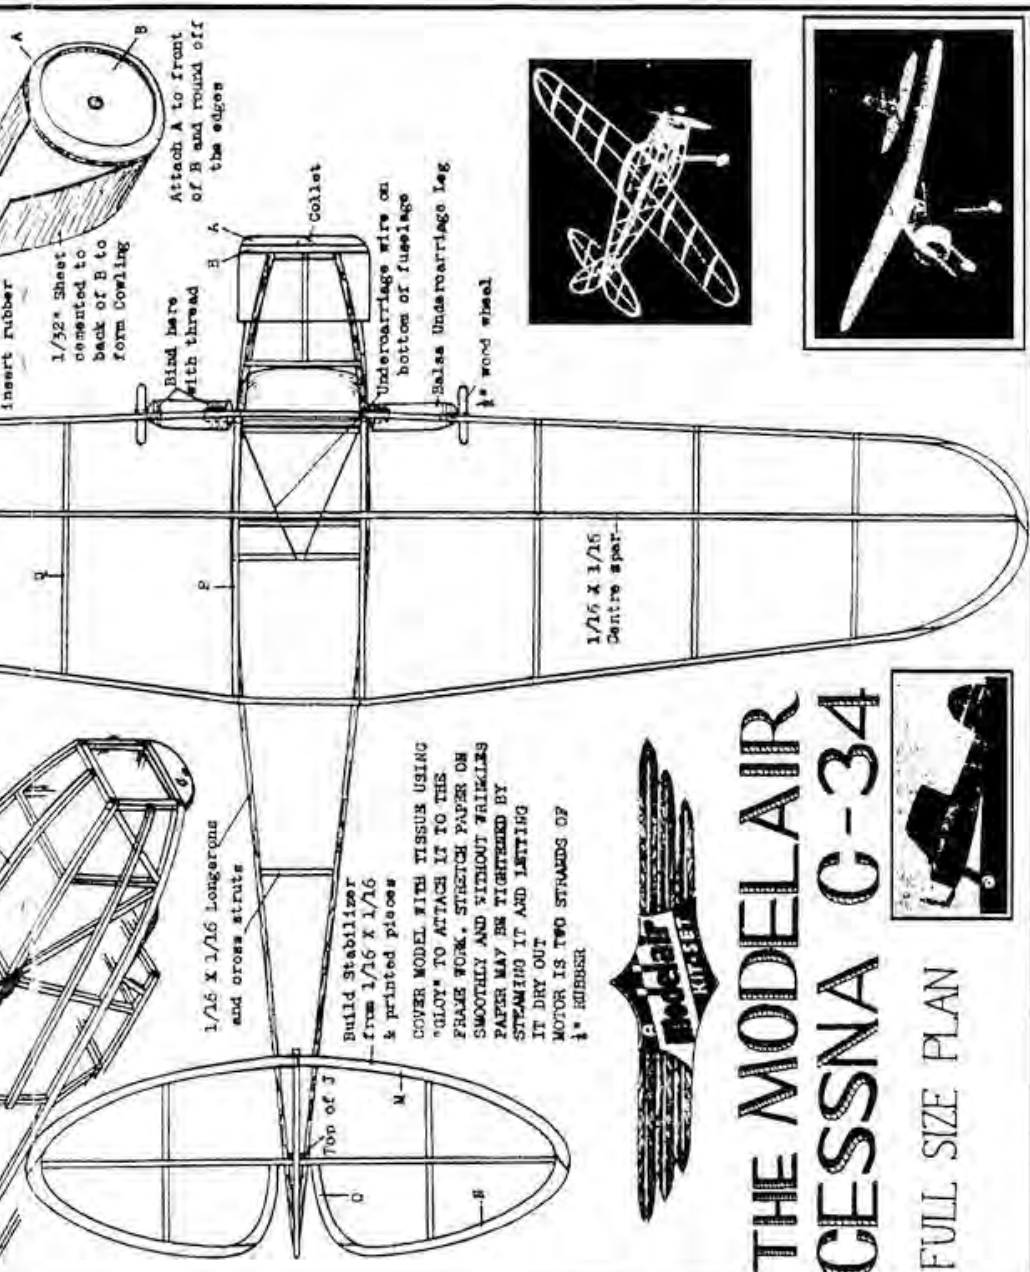 insert rubber
1/32" Sheet
cemented to
back of B to
form Cowling
A
B
Attach A to front
of B and round off
the edges
Bind here
with thread
B
A
Collet
Undercarriage wire on
bottom of fuselage
Balsa Undercarriage Leg
wood wheel
P
1/16 X 1/16
Centre spar
1/16 X 1/16 Longerons
and cross struts
Build Stabilizer
from 1/16 X 1/16
& printed pieces
COVER MODEL WITH TISSUE USING
"GLOY" TO ATTACH IT TO THE
FRAME WORK. STRETCH PAPER ON
SMOOTHLY AND WITHOUT WRINKLES
PAPER MAY BE TIGHTENED BY
STEAMING IT AND LETTING
IT DRY OUT
MOTOR IS TWO STRANDS OF
RUBBER
Top of J
M
N
O
a
Modelair
KITSET
THE MODELAIR
CESSNA C-34
FULL SIZE PLAN